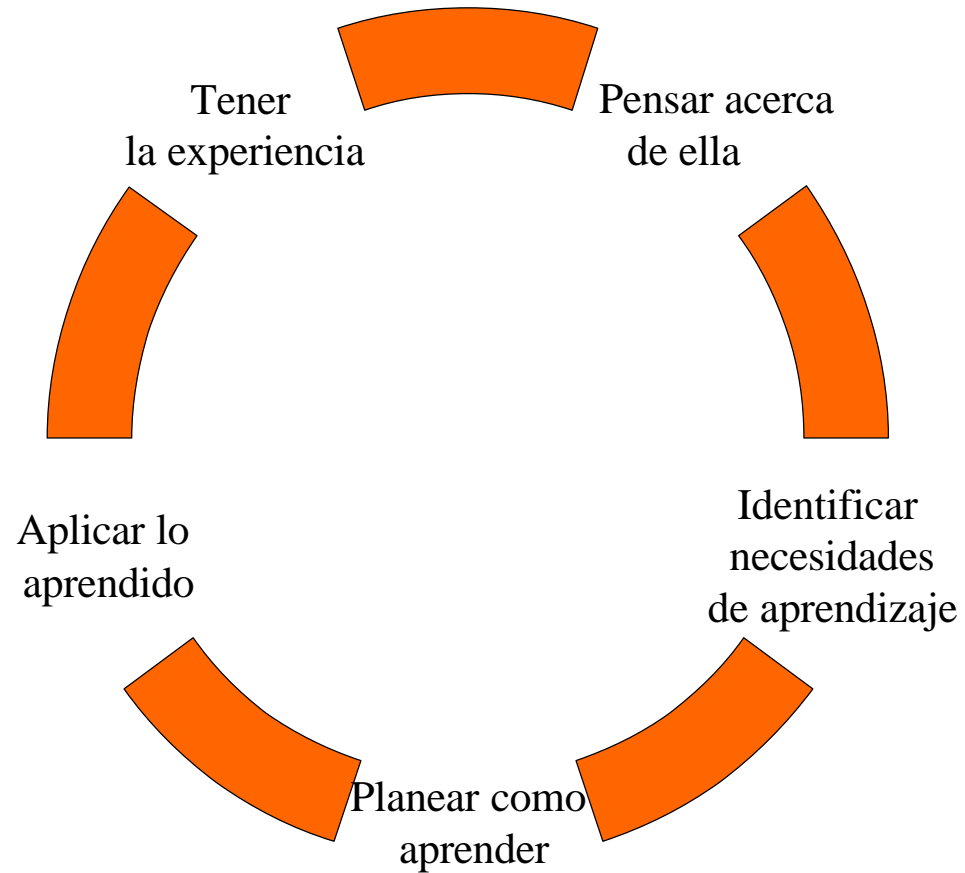 Tener
la experiencia
Pensar acerca
de ella
Identificar
necesidades
de aprendizaje
Planear como
aprender
Aplicar lo
aprendido